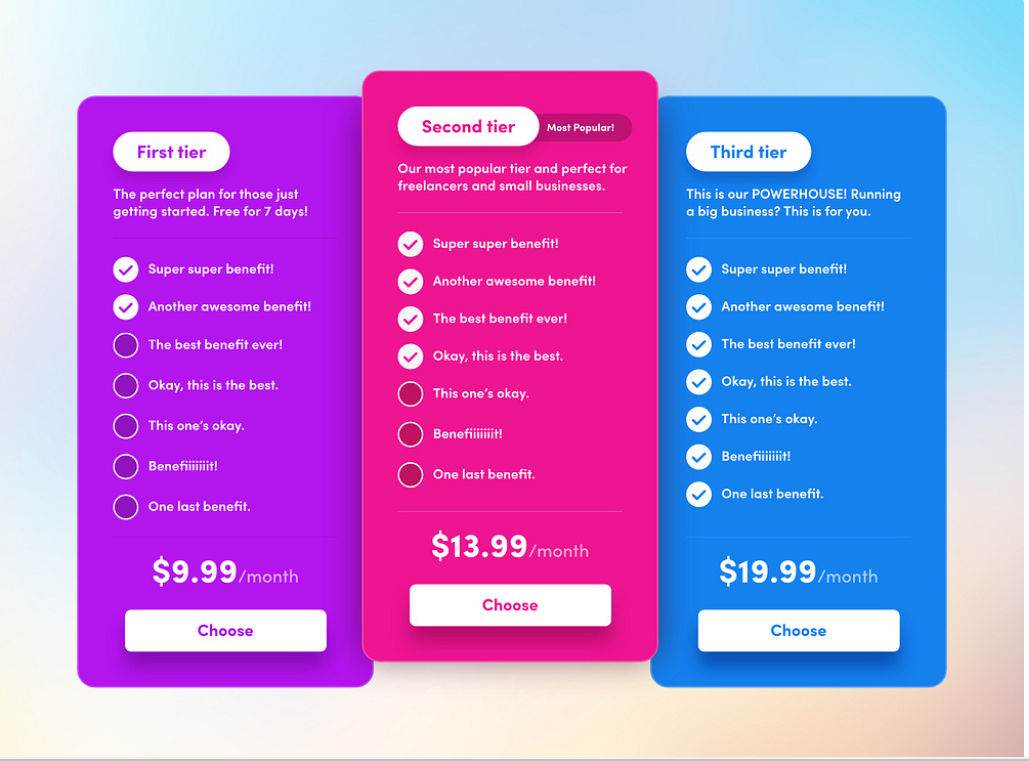 First tier
The perfect plan for those just
getting started. Free for 7 days!
Super super benefit!
Another awesome benefit!
The best benefit ever!
Okay, this is the best.
This one’s okay.
Benefiiiiiiit!
One last benefit.
$9.99/month
Choose
Second tier
Most Popular!
Our most popular tier and perfect for
freelancers and small businesses.
Super super benefit!
Another awesome benefit!
The best benefit ever!
Okay, this is the best.
This one’s okay.
Benefiiiiiiit!
One last benefit.
$13.99/month
Choose
Third tier
This is our POWERHOUSE! Running
a big business? This is for you.
Super super benefit!
Another awesome benefit!
The best benefit ever!
Okay, this is the best.
This one’s okay.
Benefiiiiiiit!
One last benefit.
$19.99/month
Choose